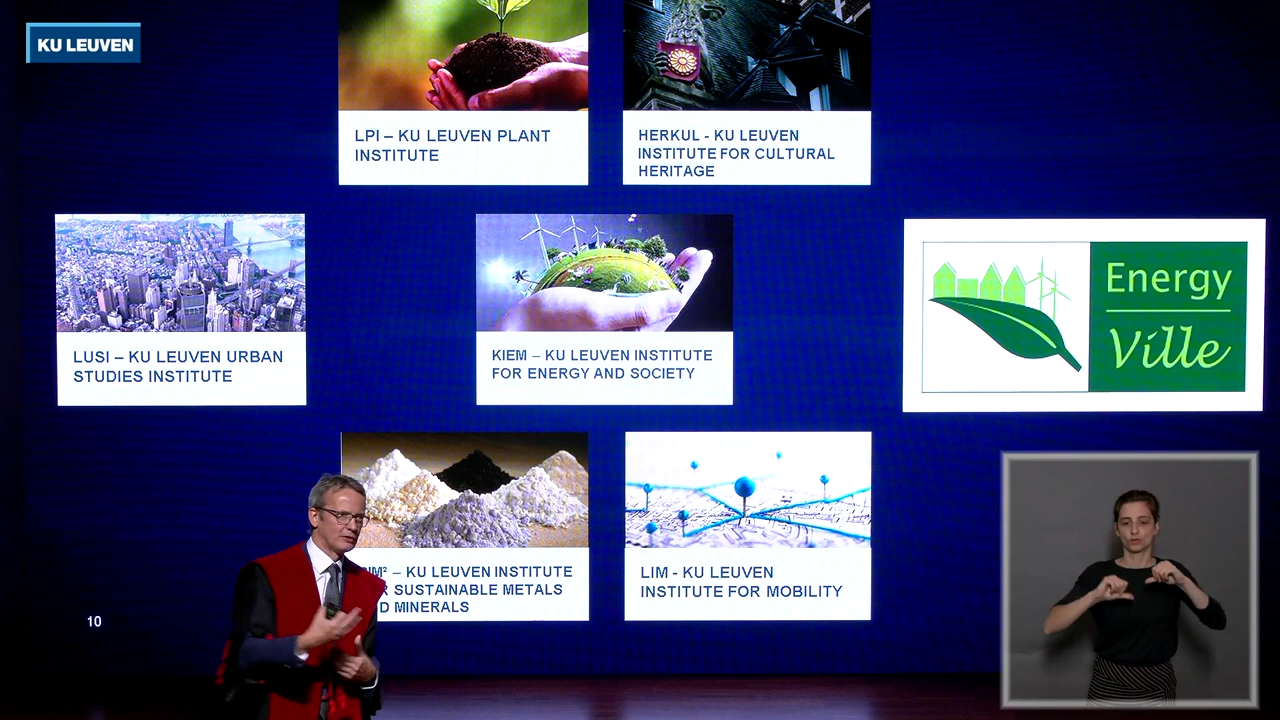 KU LEUVEN
LPI – KU LEUVEN PLANT
INSTITUTE
HERKUL - KU LEUVEN
INSTITUTE FOR CULTURAL
HERITAGE
LUSI – KU LEUVEN URBAN
STUDIES INSTITUTE
KIEM – KU LEUVEN INSTITUTE
FOR ENERGY AND SOCIETY
Energy
Ville
– KU LEUVEN INSTITUTE
SUSTAINABLE METALS
MINERALS
LIM - KU LEUVEN
INSTITUTE FOR MOBILITY
10